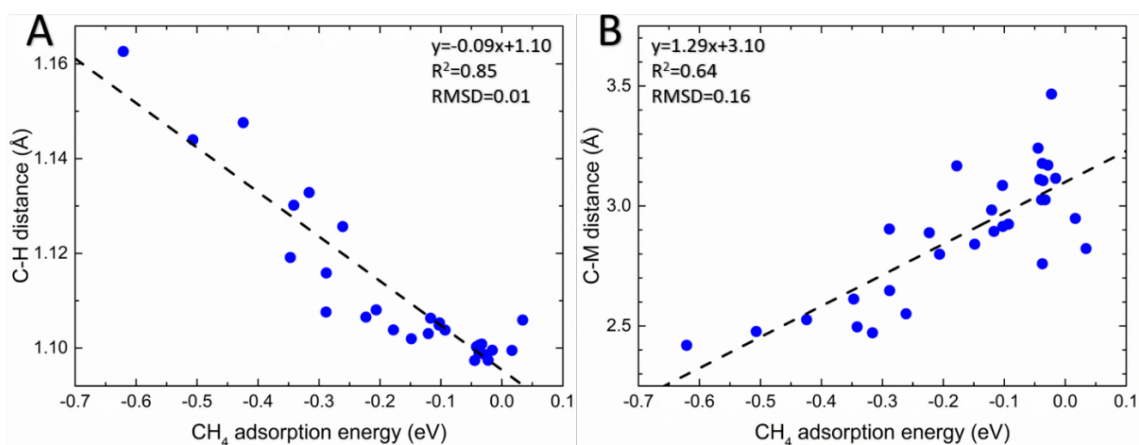 A
y=-0.09x+1.10
R²=0.85
RMSD=0.01
1.16
1.14
1.12
1.10
C-H distance (Å)
-0.7 -0.6 -0.5 -0.4 -0.3 -0.2 -0.1 0.0 0.1
CH₄ adsorption energy (eV)
B
y=1.29x+3.10
R²=0.64
RMSD=0.16
3.5
3.0
2.5
C-M distance (Å)
-0.7 -0.6 -0.5 -0.4 -0.3 -0.2 -0.1 0.0 0.1
CH₄ adsorption energy (eV)